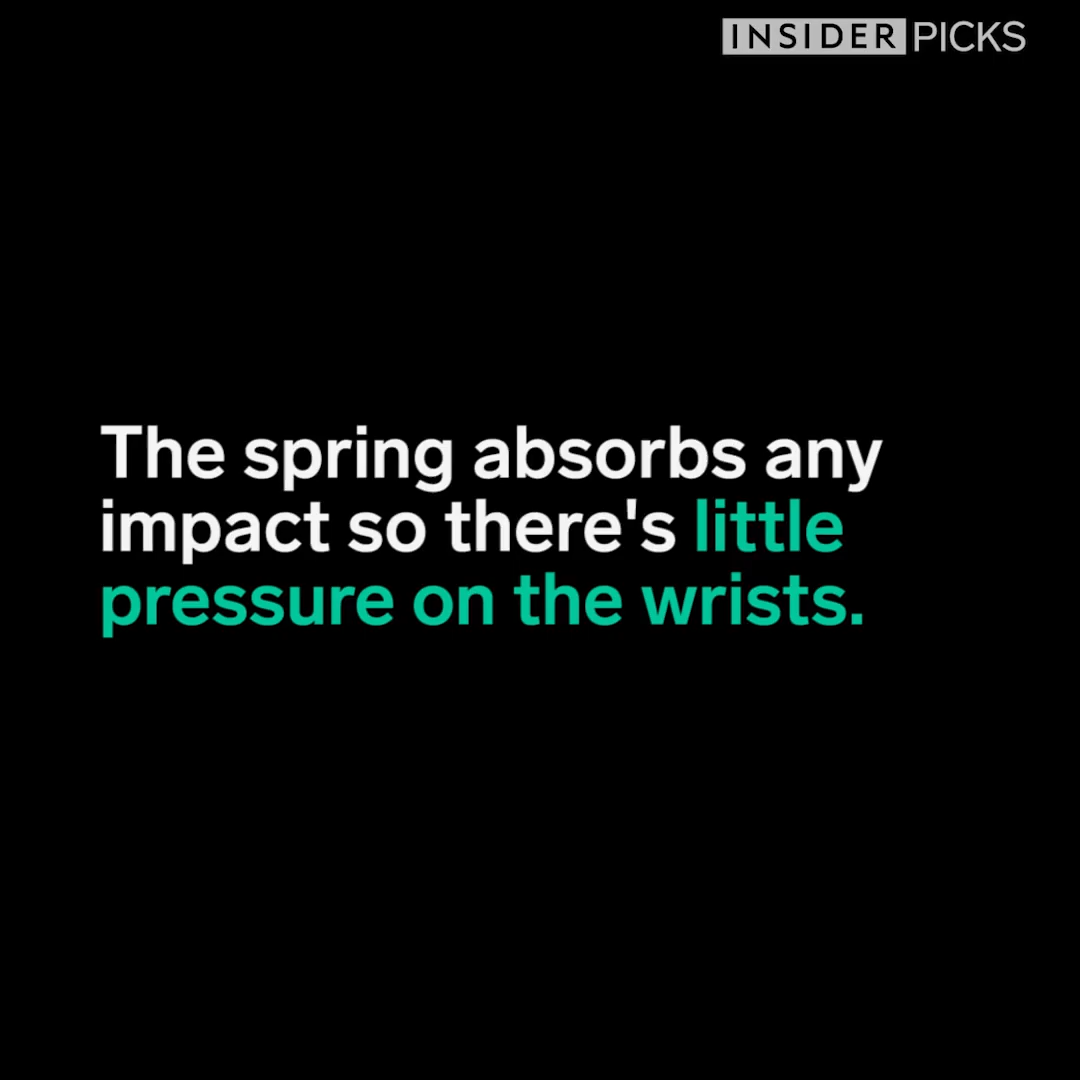 INSIDER PICKS
The spring absorbs any
impact so there's little
pressure on the wrists.